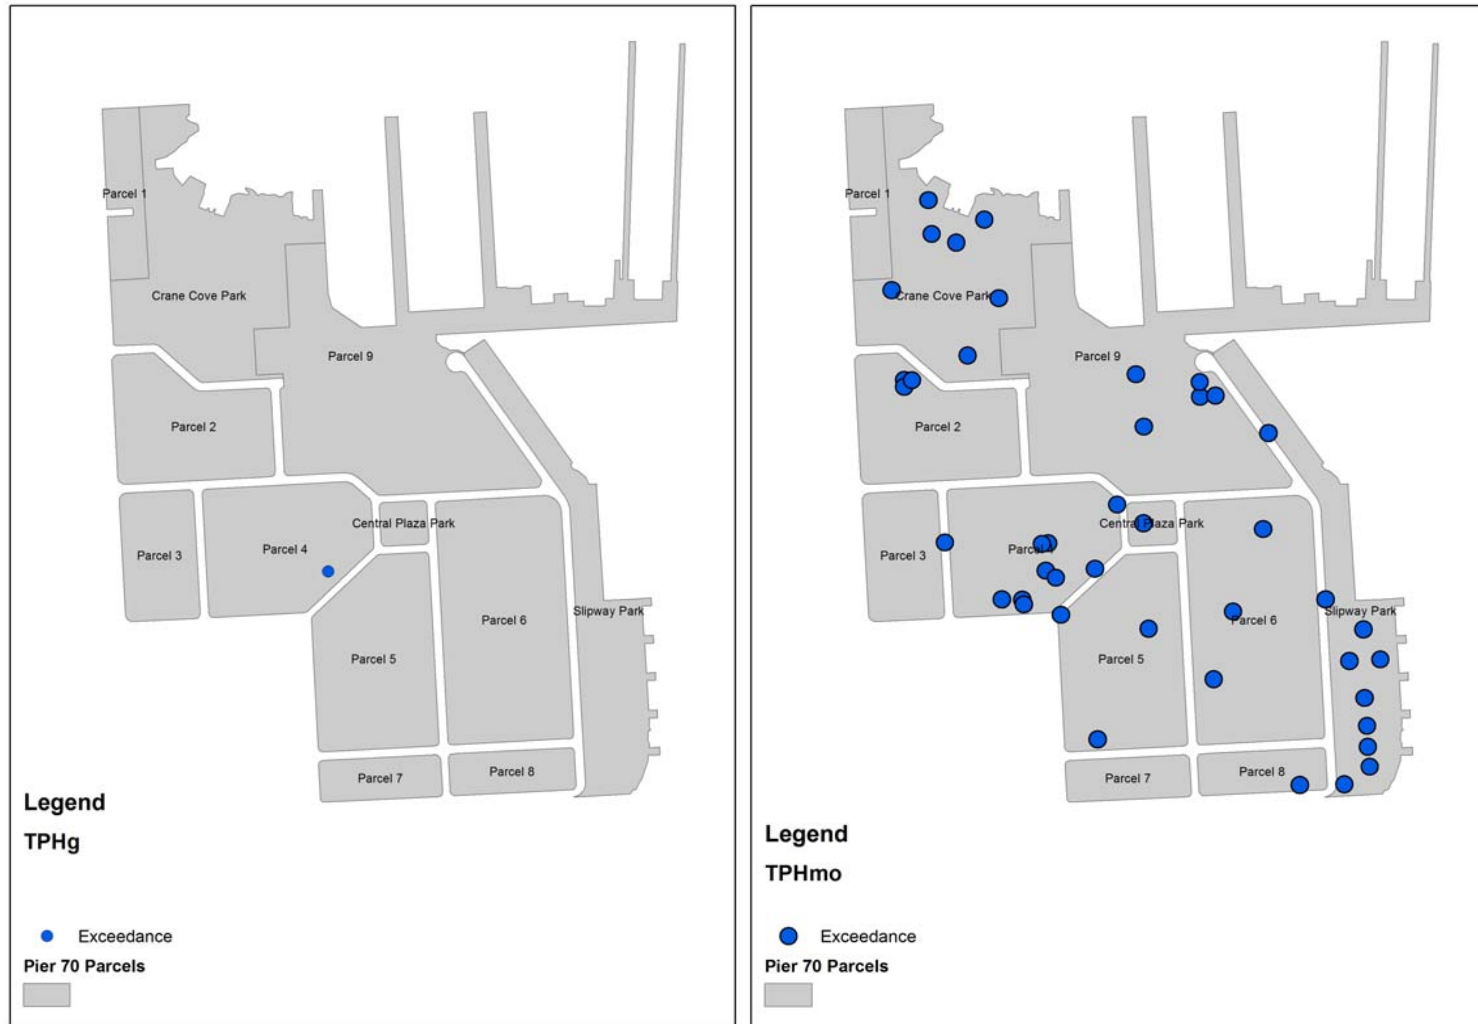 Parcel 1
Crane Cove Park
Parcel 9
Parcel 2
Central Plaza Park
Parcel 4
Parcel 3
Slipway Park
Parcel 6
Parcel 5
Parcel 8
Parcel 7
Legend
TPHg
Exceedance
Pier 70 Parcels
Parcel 1
Crane Cove Park
Parcel 9
Parcel 2
Central Plaza Park
Parcel 4
Parcel 3
Slipway Park
Parcel 6
Parcel 5
Parcel 8
Parcel 7
Legend
TPHmo
Exceedance
Pier 70 Parcels